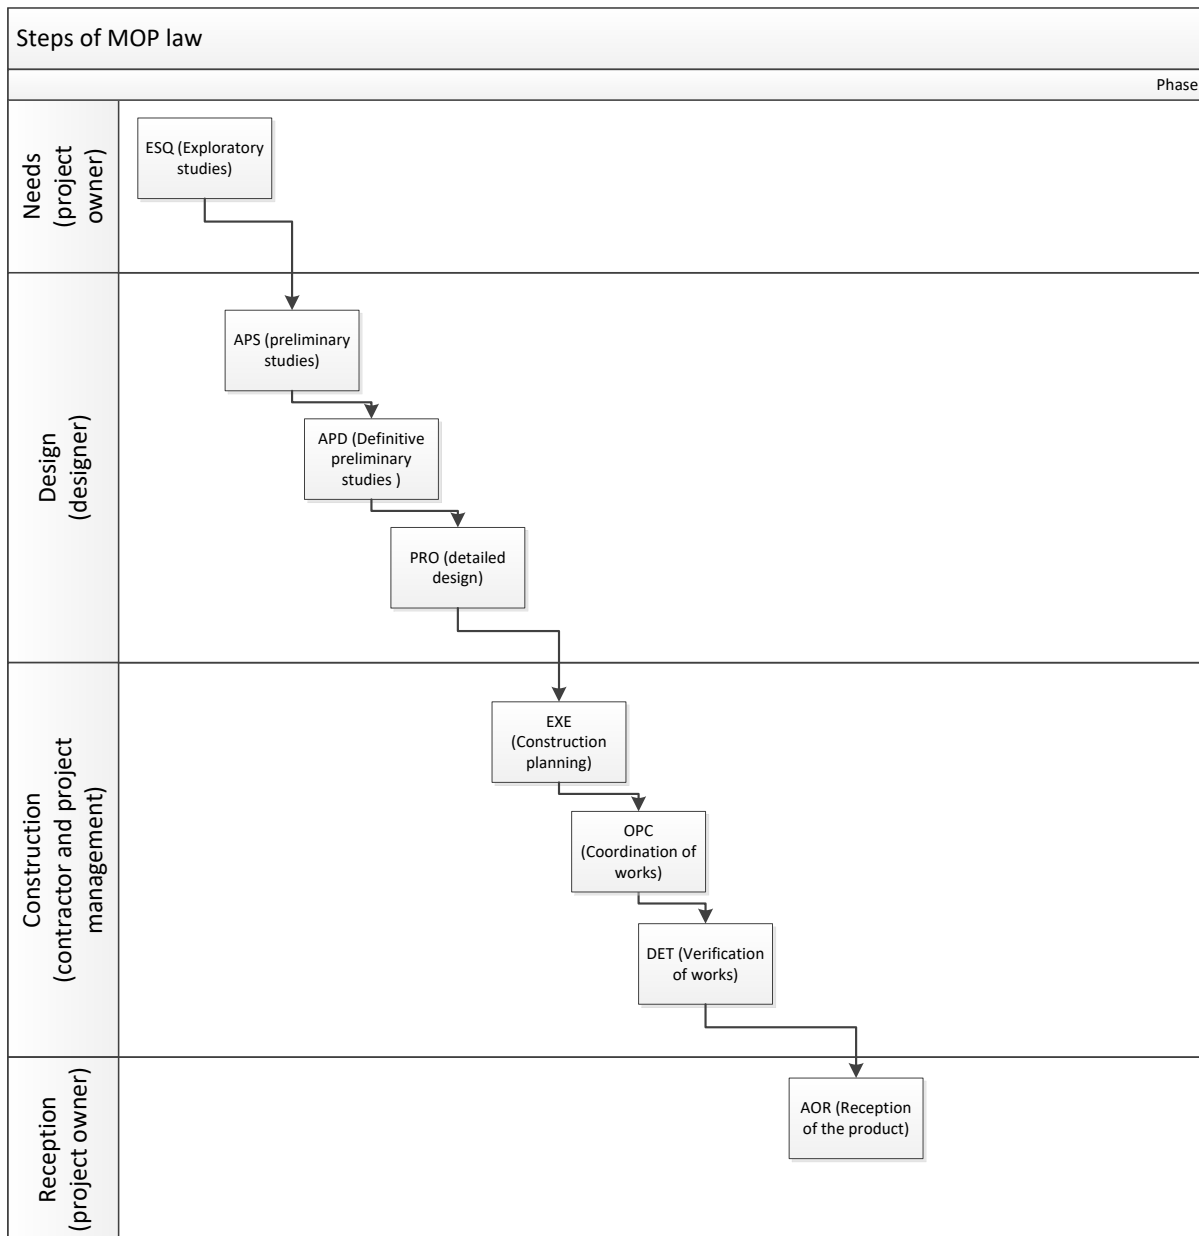 Steps of MOP law
Phase
Needs
(project
owner)
ESQ (Exploratory
studies)
Design
(designer)
APS (preliminary
studies)
APD (Definitive
preliminary
studies )
PRO (detailed
design)
Construction
(contractor and project
management)
EXE
(Construction
planning)
OPC
(Coordination of
works)
DET (Verification
of works)
Reception
(project owner)
AOR (Reception
of the product)